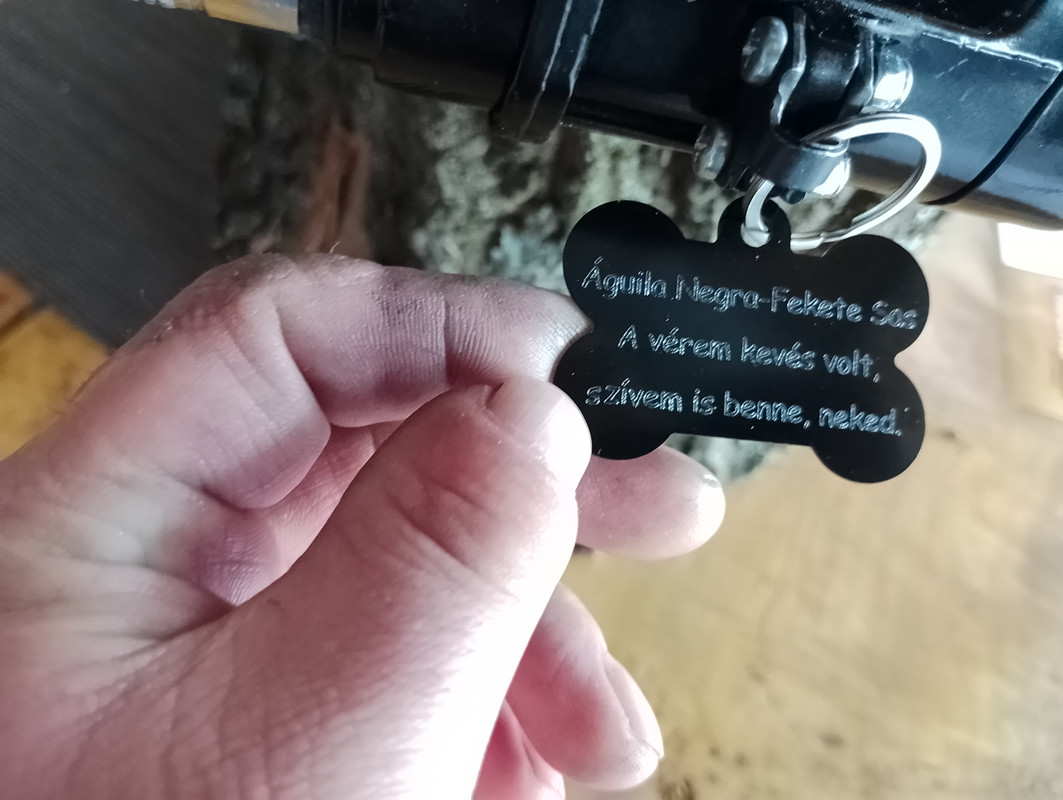 Águila Negra-Fekete Sas
A vérem kevés volt,
szívem is benne, neked.